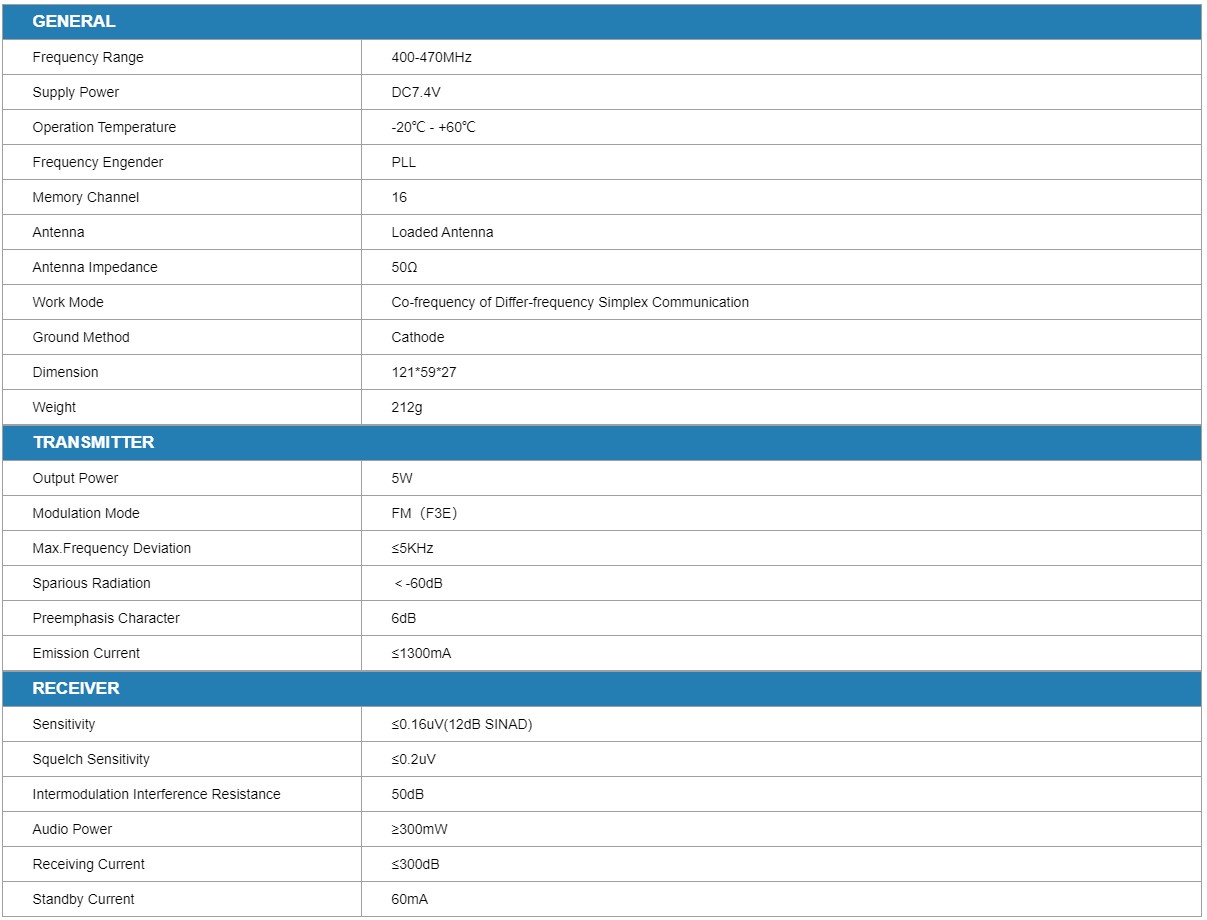 GENERAL
Frequency Range 400-470MHz
Supply Power DC7.4V
Operation Temperature -20℃ - +60℃
Frequency Engender PLL
Memory Channel 16
Antenna Loaded Antenna
Antenna Impedance 50Ω
Work Mode Co-frequency of Differ-frequency Simplex Communication
Ground Method Cathode
Dimension 121*59*27
Weight 212g
TRANSMITTER
Output Power 5W
Modulation Mode FM（F3E）
Max.Frequency Deviation ≤5KHz
Sparious Radiation ＜-60dB
Preemphasis Character 6dB
Emission Current ≤1300mA
RECEIVER
Sensitivity ≤0.16uV(12dB SINAD)
Squelch Sensitivity ≤0.2uV
Intermodulation Interference Resistance 50dB
Audio Power ≥300mW
Receiving Current ≤300dB
Standby Current 60mA